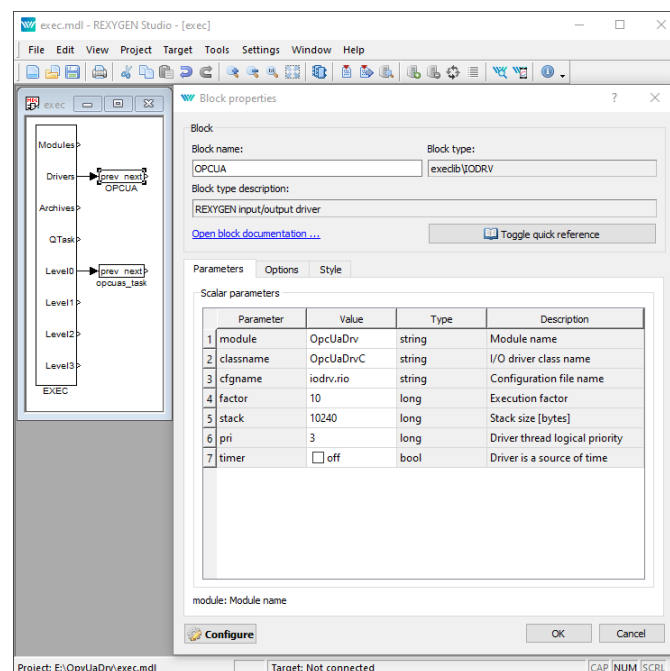 exec.mdl - REXYGEN Studio - [exec]
File Edit View Project Target Tools Settings Window Help
exec
Modules
Drivers
prev next
OPCUA
Archives
QTask
Level0
prev next
opcuas_task
Level1
Level2
Level3
EXEC
Block properties
Block
Block name:
Block type:
OPCUA
execlib\IODRV
Block type description:
REXYGEN input/output driver
Open block documentation ...
Toggle quick reference
Parameters Options Style
Scalar parameters
Parameter Value Type Description
1 module OpcUaDrv string Module name
2 classname OpcUaDrvC string I/O driver class name
3 cfgname iodrv.rio string Configuration file name
4 factor 10 long Execution factor
5 stack 10240 long Stack size [bytes]
6 pri 3 long Driver thread logical priority
7 timer off bool Driver is a source of time
module: Module name
Configure
OK
Cancel
Project: E:\OpyUaDrv\exec.mdl
Target: Not connected
CAP NUM SCRL